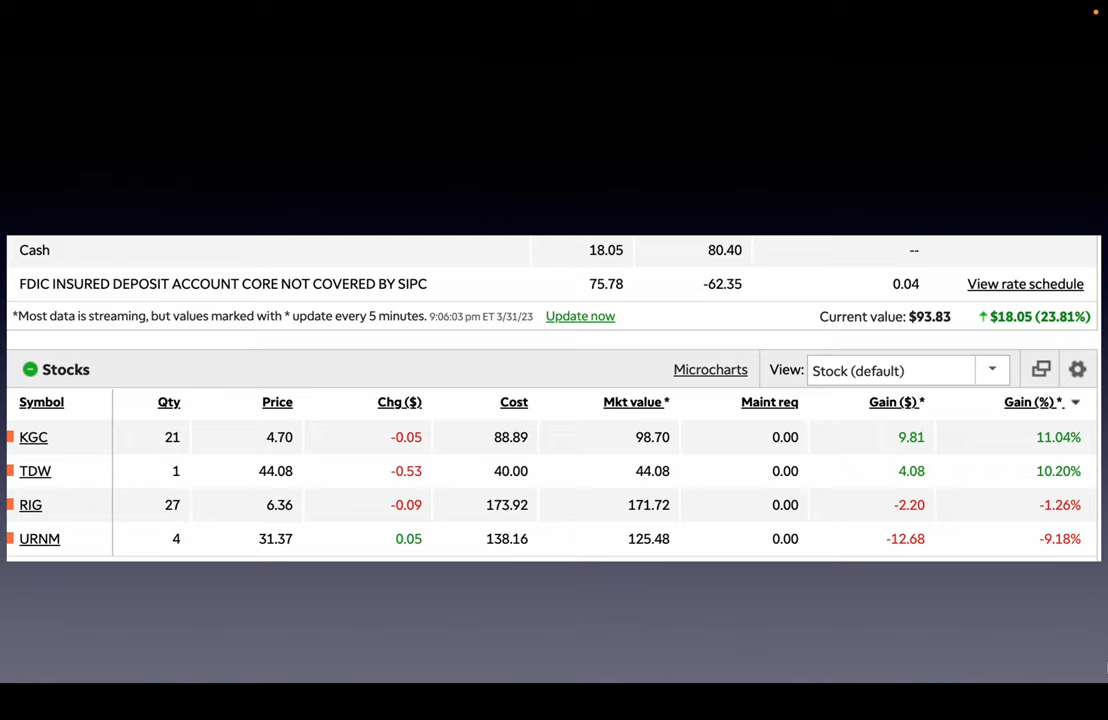 Cash 18.05 80.40 --
FDIC INSURED DEPOSIT ACCOUNT CORE NOT COVERED BY SIPC 75.78 -62.35 0.04 View rate schedule
*Most data is streaming, but values marked with * update every 5 minutes. 9:06:03 pm ET 3/31/23 Update now Current value: $93.83 ↑$18.05 (23.81%)
Stocks Microcharts View: Stock (default)
Symbol Qty Price Chg ($) Cost Mkt value * Maint req Gain ($) * Gain (%) *
KGC 21 4.70 -0.05 88.89 98.70 0.00 9.81 11.04%
TDW 1 44.08 -0.53 40.00 44.08 0.00 4.08 10.20%
RIG 27 6.36 -0.09 173.92 171.72 0.00 -2.20 -1.26%
URNM 4 31.37 0.05 138.16 125.48 0.00 -12.68 -9.18%